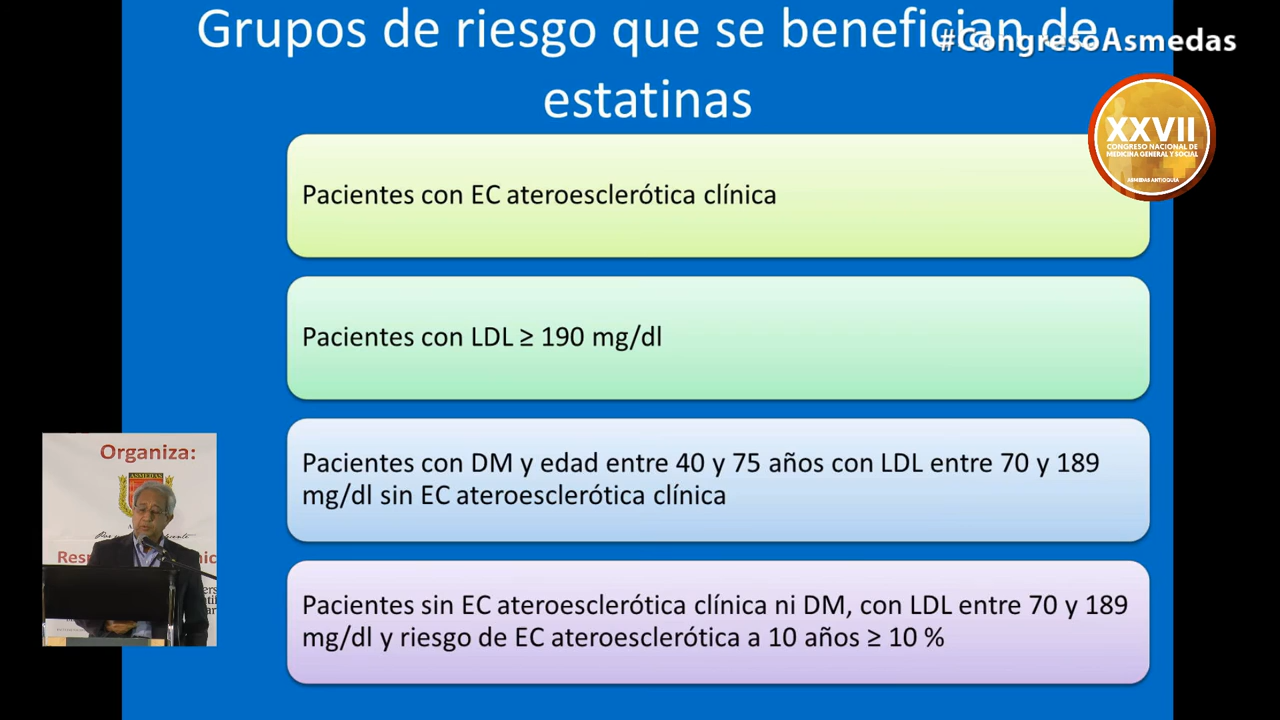 Grupos de riesgo que se benefician de
estatinas
#CongresoAsmedas
XXVII
CONGRESO NACIONAL DE
MEDICINA GENERAL Y SOCIAL
ASMEDAS ANTIOQUIA
Pacientes con EC ateroesclerótica clínica
Pacientes con LDL ≥ 190 mg/dl
Pacientes con DM y edad entre 40 y 75 años con LDL entre 70 y 189
mg/dl sin EC ateroesclerótica clínica
Pacientes sin EC ateroesclerótica clínica ni DM, con LDL entre 70 y 189
mg/dl y riesgo de EC ateroesclerótica a 10 años ≥ 10 %
Organiza: